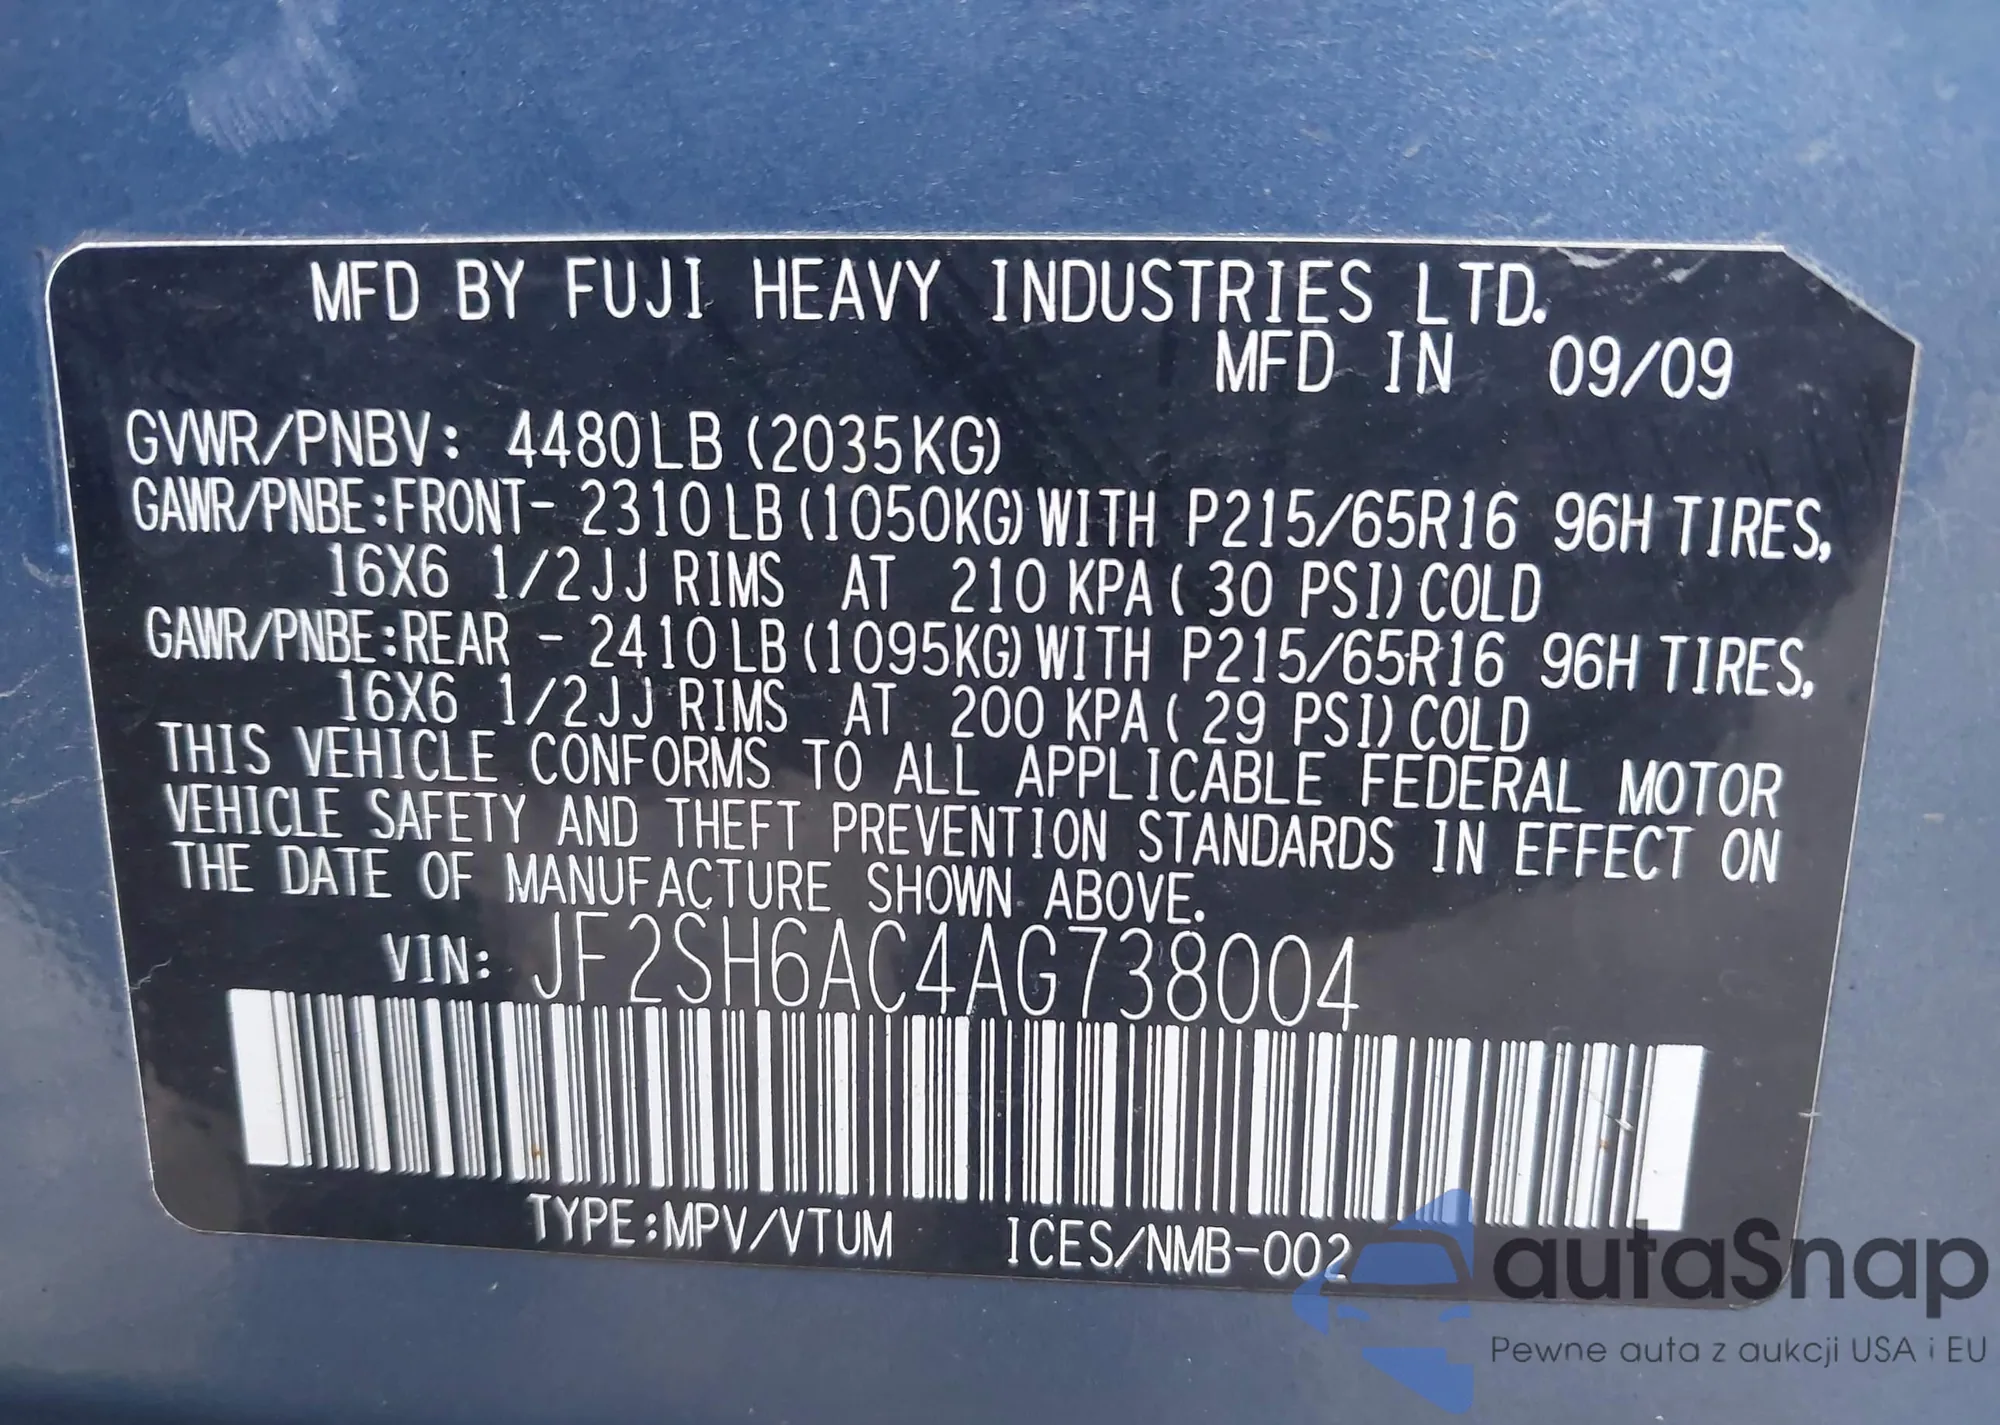 MFD BY FUJI HEAVY INDUSTRIES LTD.
MFD IN 09/09
GVWR/PNBV: 4480LB (2035KG)
GAWR/PNBE:FRONT- 2310LB(1050KG)WITH P215/65R16 96H TIRES,
16X6 1/2JJ RIMS AT 210 KPA( 30 PSI)COLD
GAWR/PNBE:REAR - 2410LB(1095KG)WITH P215/65R16 96H TIRES,
16X6 1/2JJ RIMS AT 200 KPA( 29 PSI)COLD
THIS VEHICLE CONFORMS TO ALL APPLICABLE FEDERAL MOTOR
VEHICLE SAFETY AND THEFT PREVENTION STANDARDS IN EFFECT ON
THE DATE OF MANUFACTURE SHOWN ABOVE.
VIN: JF2SH6AC4AG738004
TYPE:MPV/VTUM ICES/NMB-002
autaSnap
Pewne auta z aukcji USA i EU